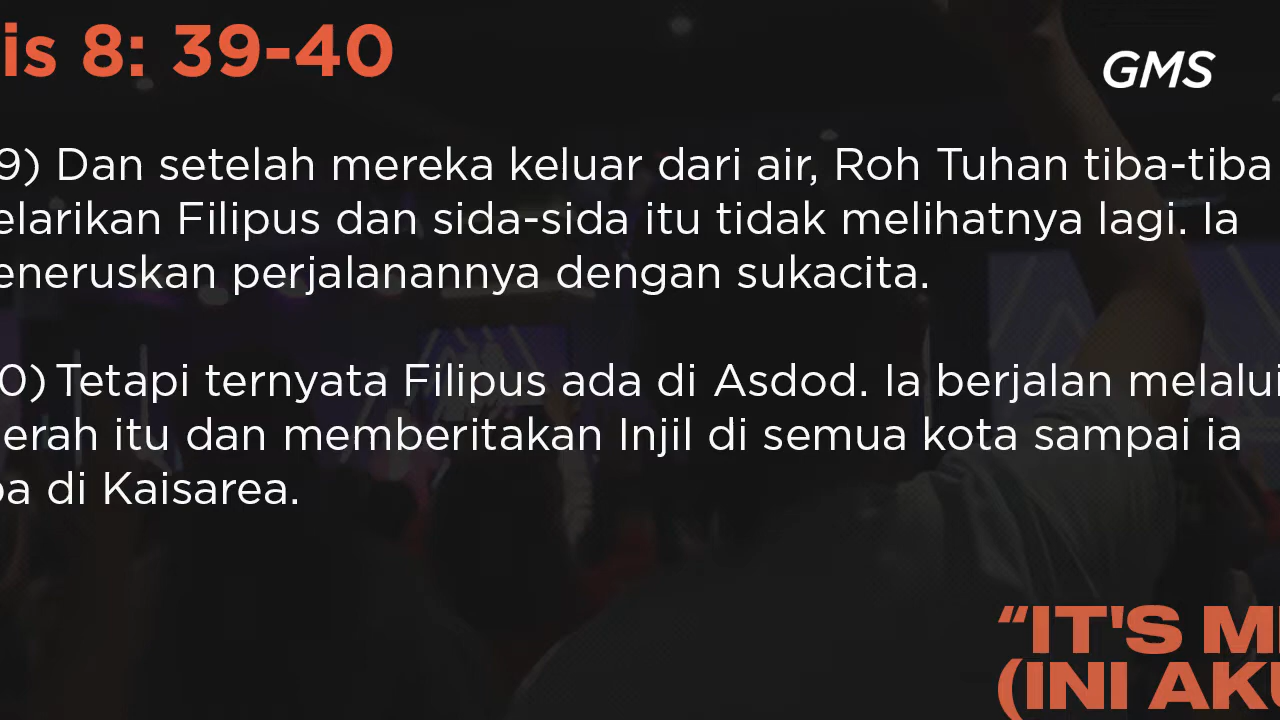 is 8: 39-40
GMS
9) Dan setelah mereka keluar dari air, Roh Tuhan tiba-tiba
elarikan Filipus dan sida-sida itu tidak melihatnya lagi. Ia
eneruskan perjalanannya dengan sukacita.
0) Tetapi ternyata Filipus ada di Asdod. Ia berjalan melalui
erah itu dan memberitakan Injil di semua kota sampai ia
ba di Kaisarea.
“IT'S M
(INI AKU